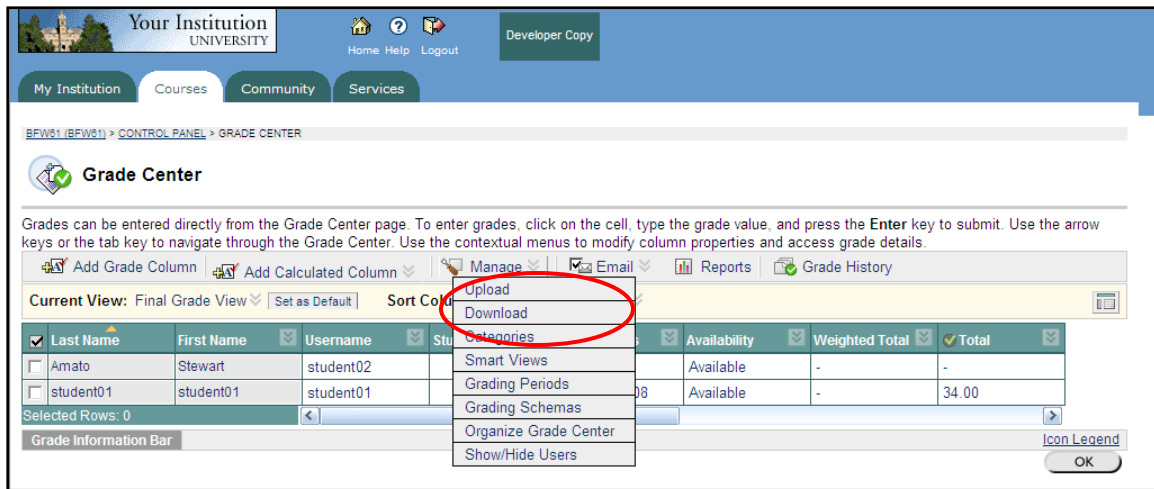 Your Institution
UNIVERSITY
Home Help Logout
Developer Copy
My Institution Courses Community Services
BFW61 (BFW61) > CONTROL PANEL > GRADE CENTER
Grade Center
Grades can be entered directly from the Grade Center page. To enter grades, click on the cell, type the grade value, and press the Enter key to submit. Use the arrow
keys or the tab key to navigate through the Grade Center. Use the contextual menus to modify column properties and access grade details.
Add Grade Column Add Calculated Column Manage Email Reports Grade History
Current View: Final Grade View Set as Default Sort Colu
Upload
Download
Categories
Smart Views
Grading Periods
Grading Schemas
Organize Grade Center
Show/Hide Users
Last Name First Name Username Stu s Availability Weighted Total Total
Amato Stewart student02 Available - -
student01 student01 student01 08 Available - 34.00
Selected Rows: 0
Grade Information Bar Icon Legend
OK